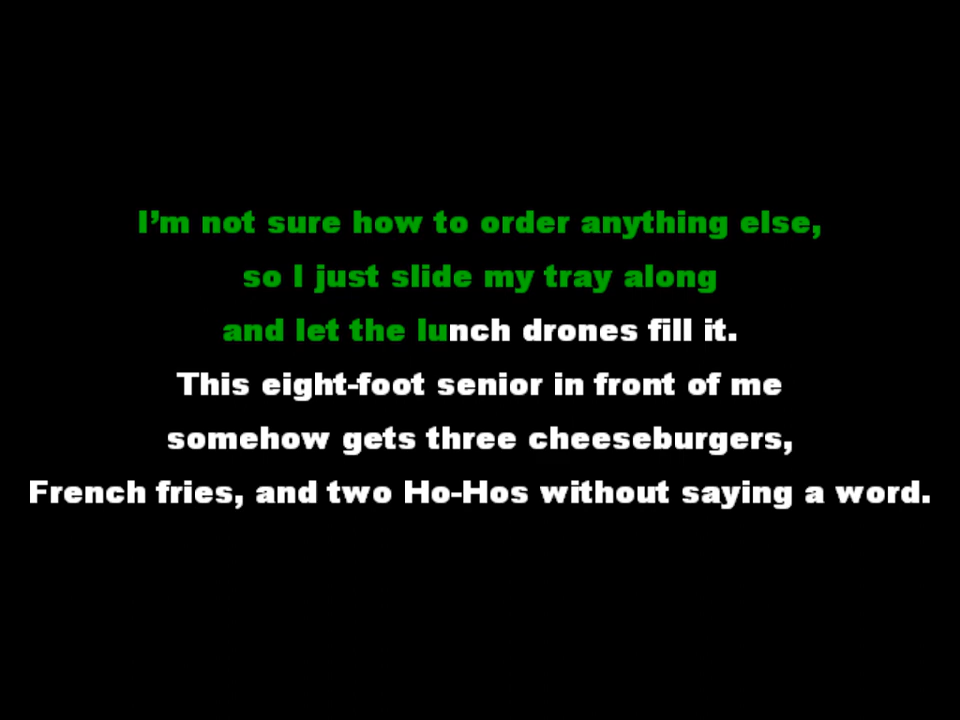 I’m not sure how to order anything else,
so I just slide my tray along
and let the lunch drones fill it.
This eight-foot senior in front of me
somehow gets three cheeseburgers,
French fries, and two Ho-Hos without saying a word.